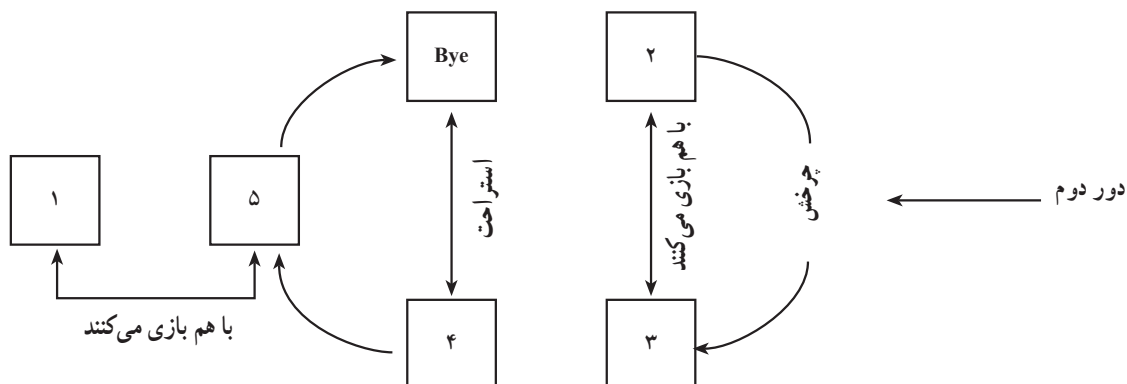 Bye
۲
۱
۵
استراحت
با هم بازی می‌کنند
چرخش
دور دوم
با هم بازی می‌کنند
۴
۳